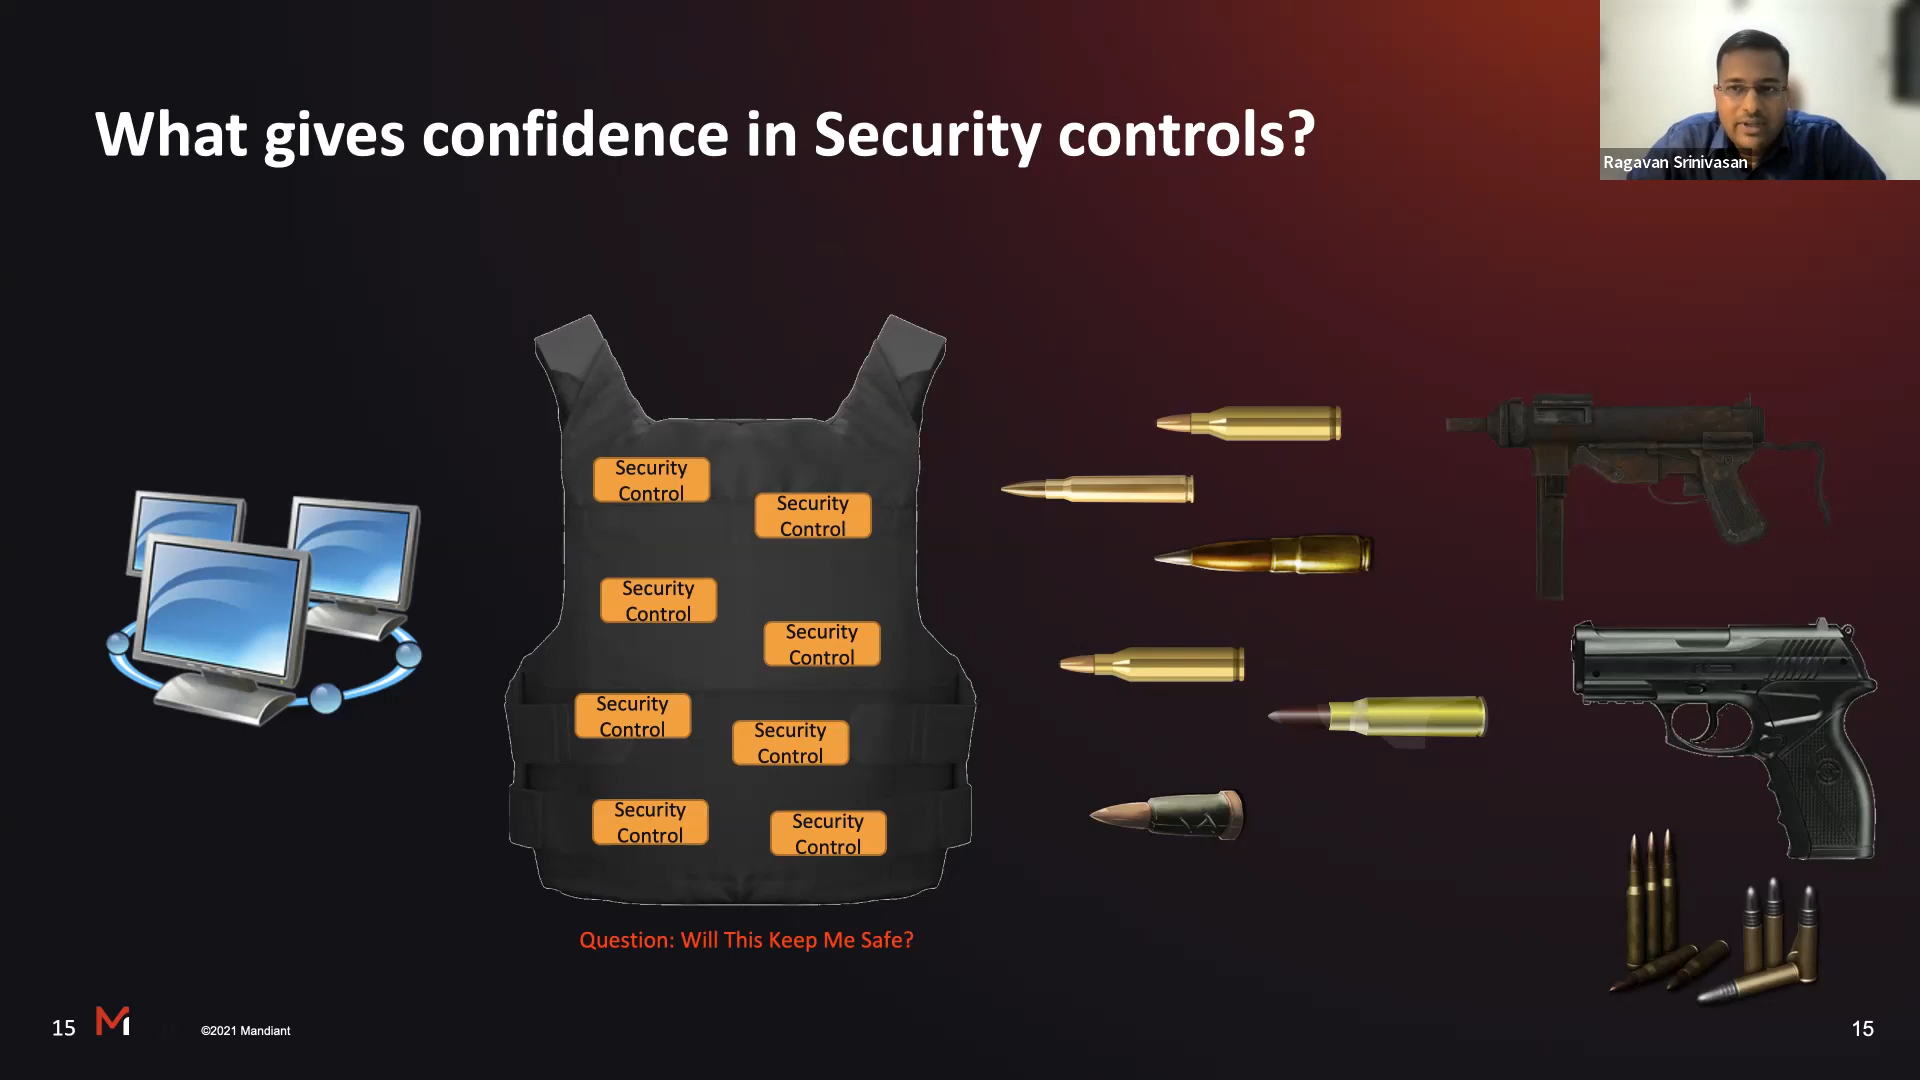 What gives confidence in Security controls?
Ragavan Srinivasan
Security
Control
Security
Control
Security
Control
Security
Control
Security
Control
Security
Control
Security
Control
Security
Control
Question: Will This Keep Me Safe?
15
©2021 Mandiant
15